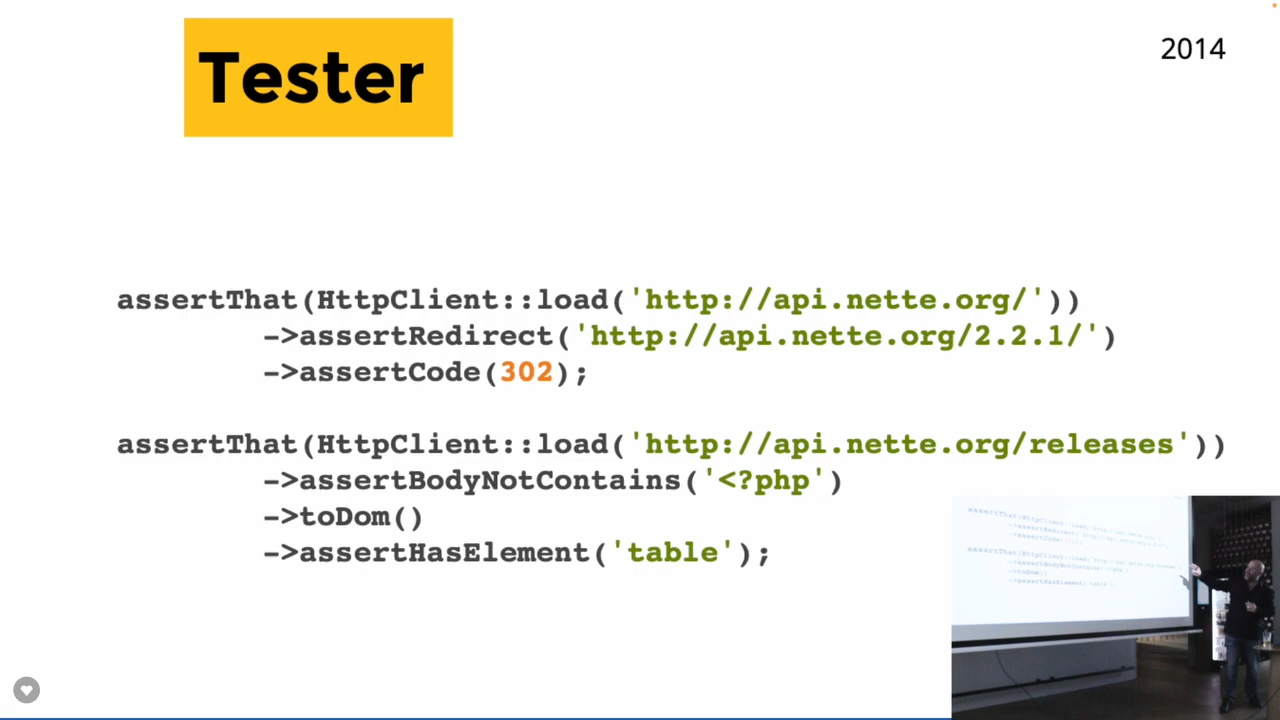 Tester
2014
assertThat(HttpClient::load('http://api.nette.org/'))
->assertRedirect('http://api.nette.org/2.2.1/')
->assertCode(302);
assertThat(HttpClient::load('http://api.nette.org/releases'))
->assertBodyNotContains('<?php')
->toDom()
->assertHasElement('table');